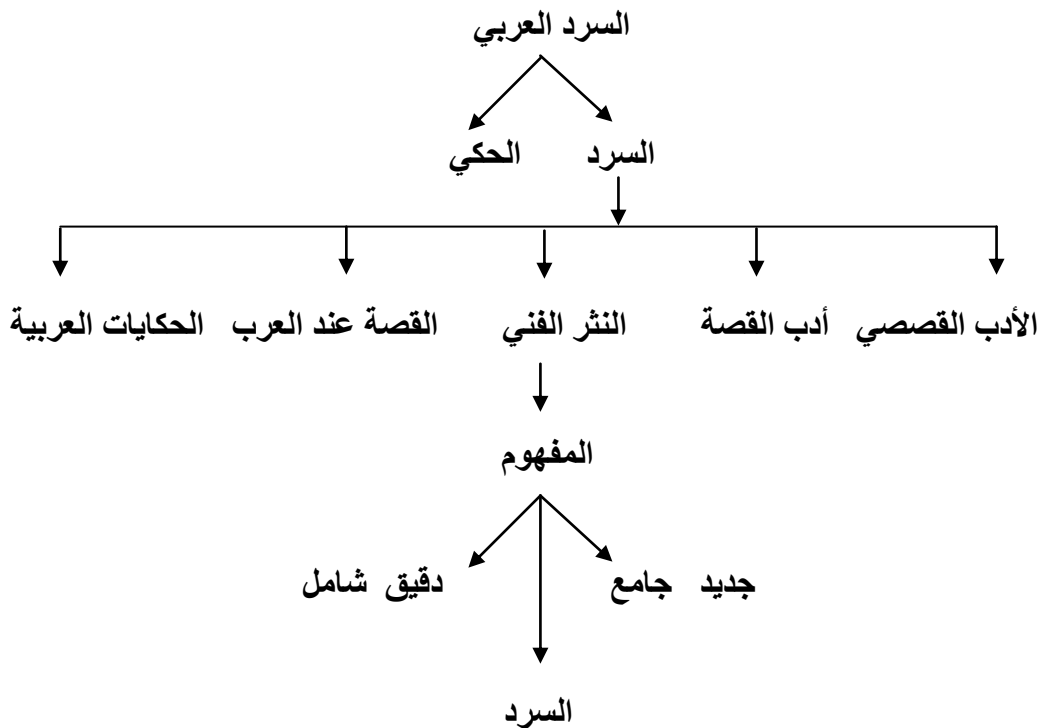 السرد العربي
السرد الحكي
الأدب القصصي أدب القصة النثر الفني القصة عند العرب الحكايات العربية
المفهوم
جديد جامع دقيق شامل
السرد